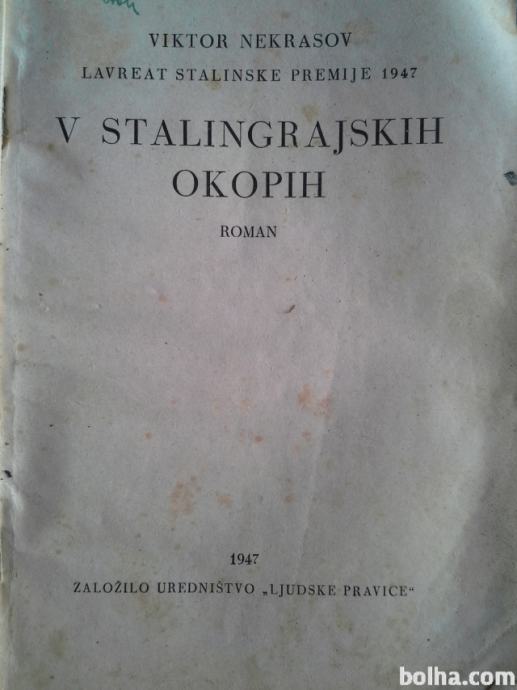 VIKTOR NEKRASOV
LAVREAT STALINSKE PREMIJE 1947
V STALINGRAJSKIH
OKOPIH
ROMAN
1947
ZALOŽILO UREDNIŠTVO „LJUDSKE PRAVICE“
bolha.com